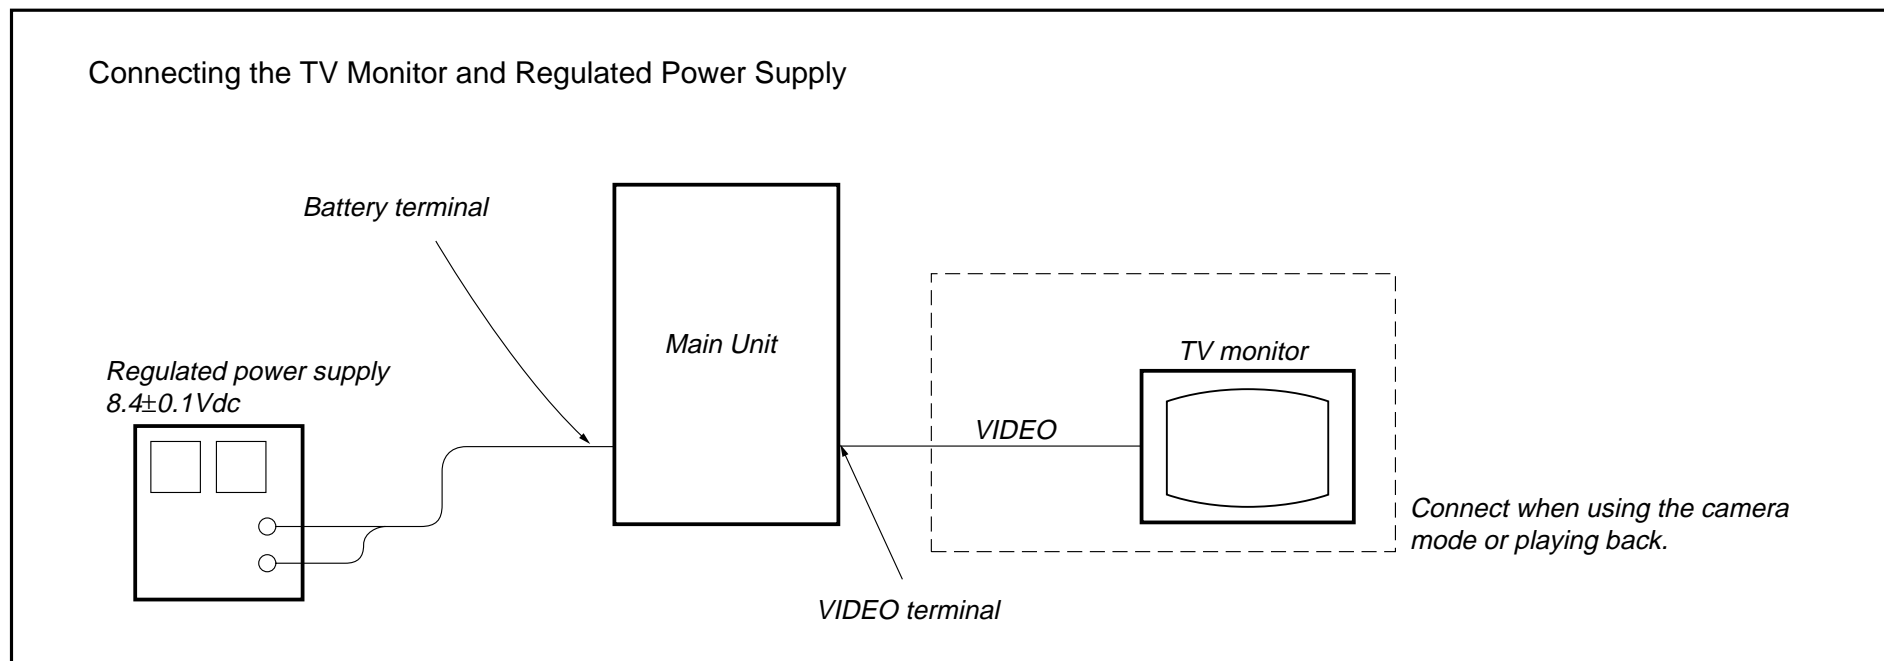 Connecting the TV Monitor and Regulated Power Supply
Battery terminal
Main Unit
TV monitor
Regulated power supply
8.4±0.1Vdc
VIDEO
Connect when using the camera
mode or playing back.
VIDEO terminal